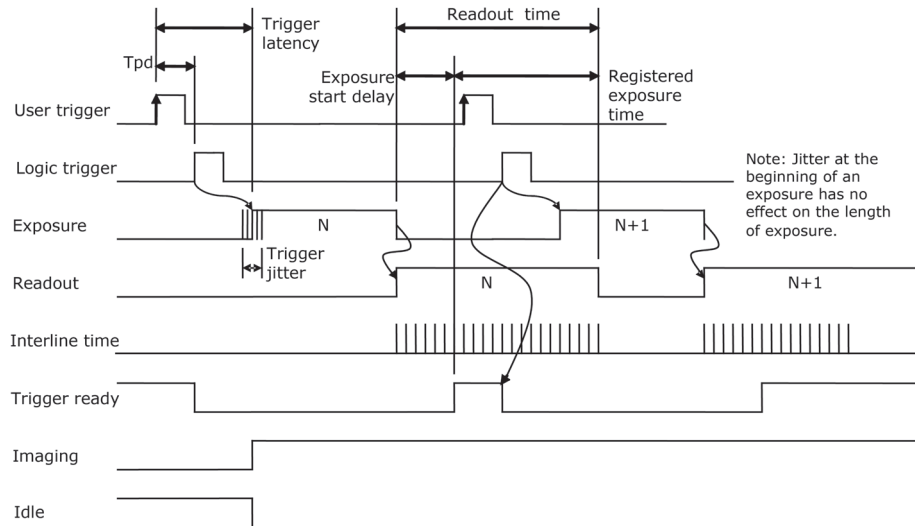 Trigger
latency
Readout time
Tpd
Exposure
start delay
Registered
exposure
time
User trigger
Logic trigger
Note: Jitter at the
beginning of an
exposure has no
effect on the length
of exposure.
Exposure
N
N+1
Trigger
jitter
Readout
N
N+1
Interline time
Trigger ready
Imaging
Idle